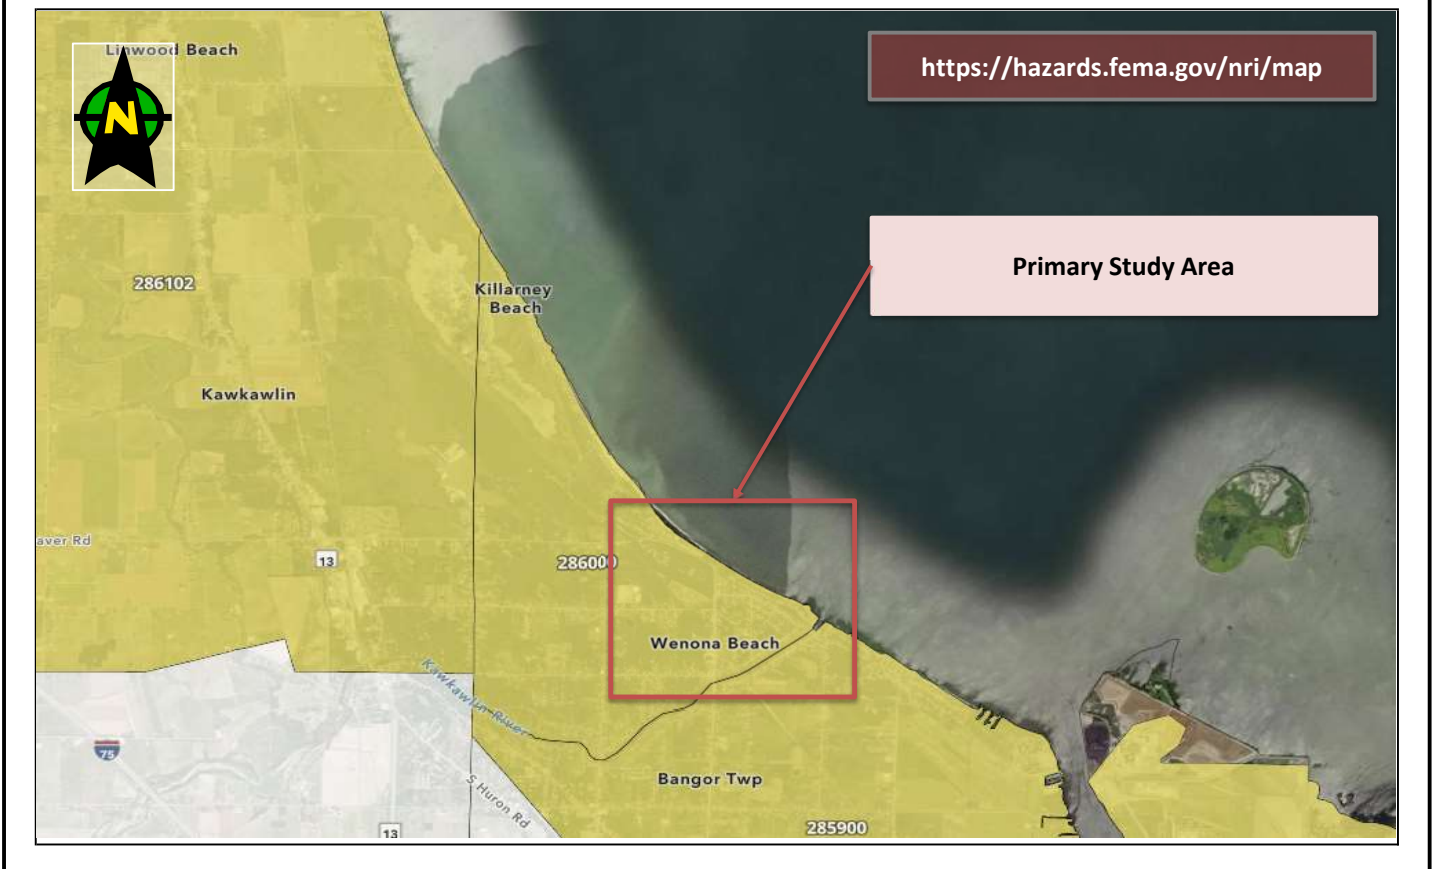 Linwood Beach
N
https://hazards.fema.gov/nri/map
Primary Study Area
286102
Killarney
Beach
Kawkawlin
aver Rd
13
286000
Wenona Beach
Kawkawlin River
75
S Huron Rd
Bangor Twp
13
285900